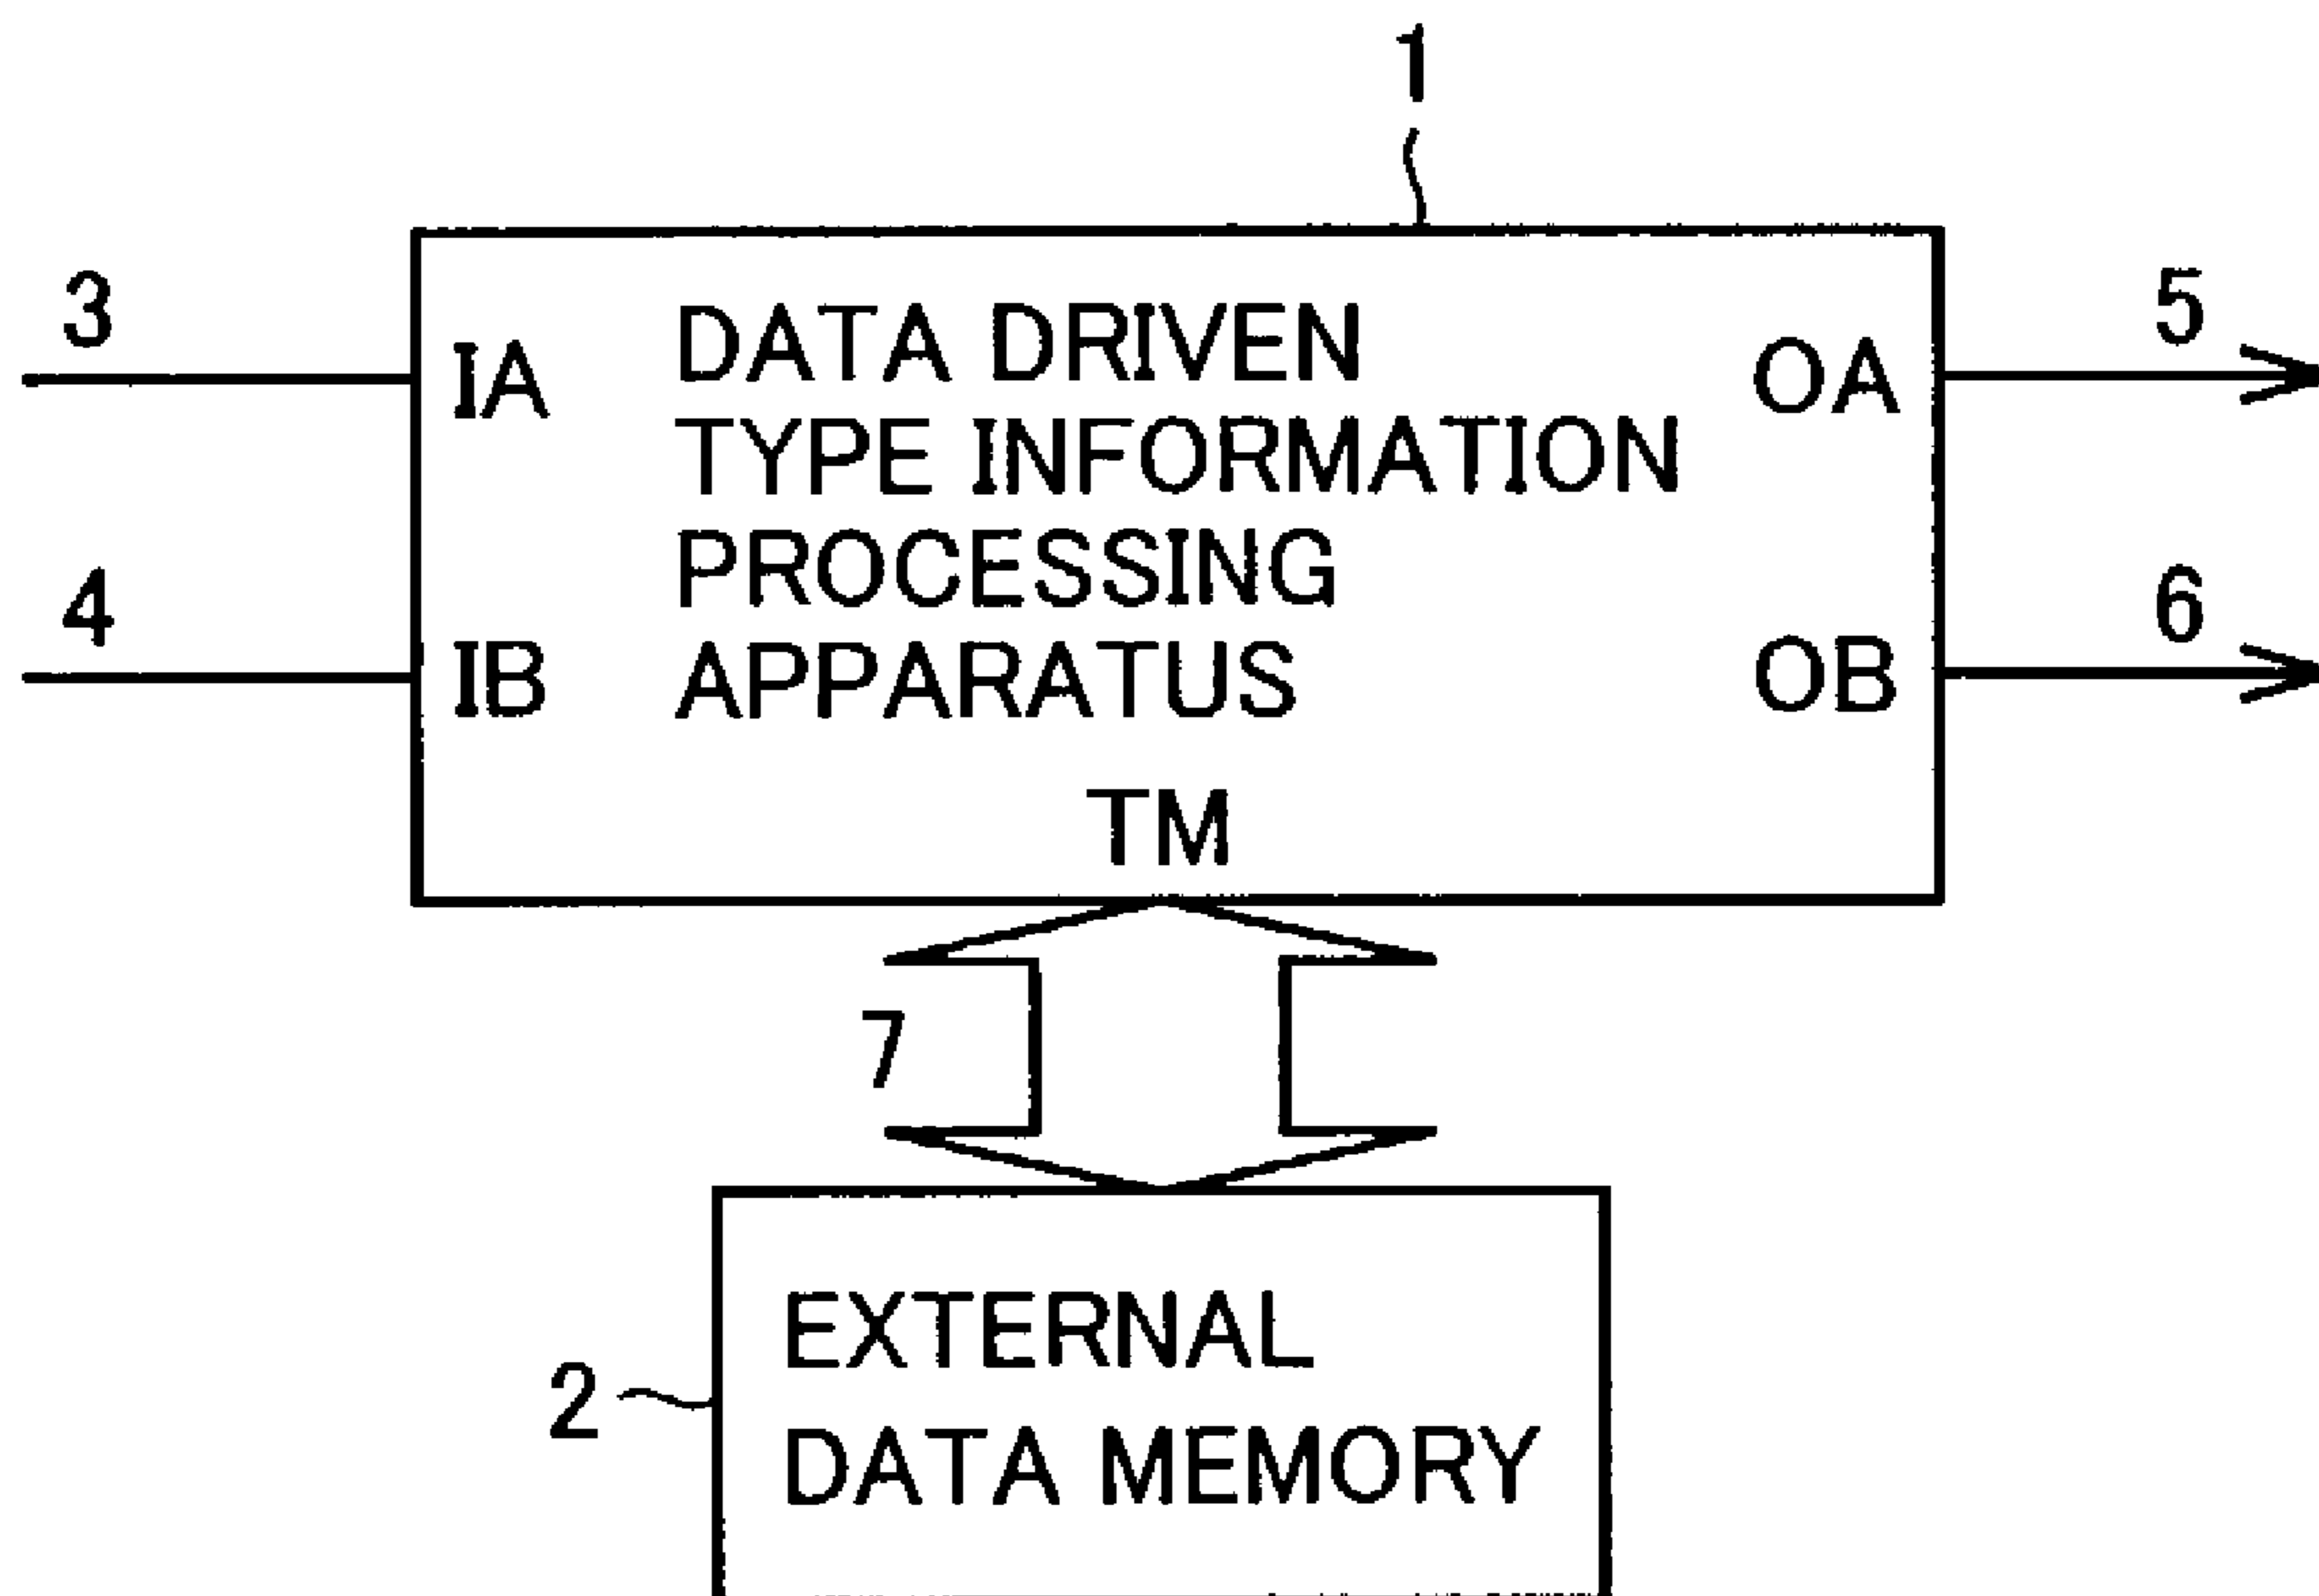 1
3
IA
DATA DRIVEN
TYPE INFORMATION
PROCESSING
APPARATUS
OA
5
4
IB
OB
6
TM
7
2
EXTERNAL
DATA MEMORY